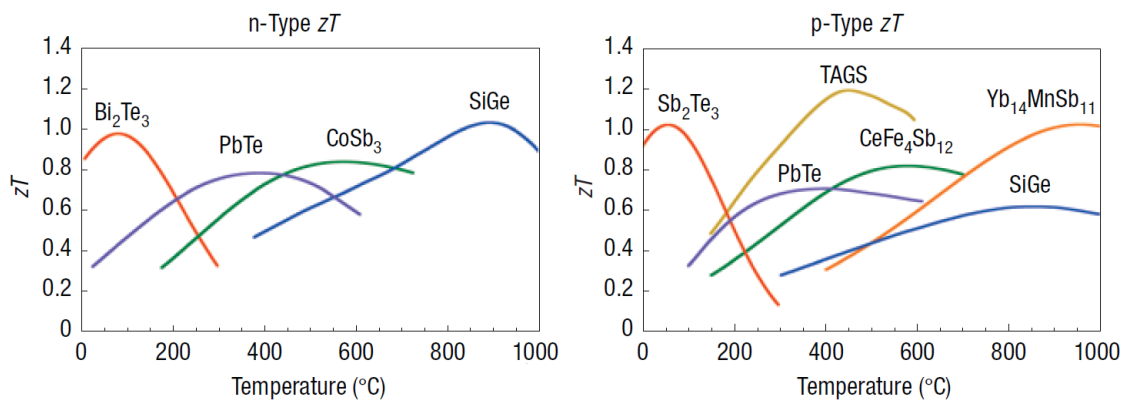 n-Type zT
1.4
1.2
1.0
0.8
0.6
0.4
0.2
0
zT
Bi₂Te₃
PbTe
CoSb₃
SiGe
0 200 400 600 800 1000
Temperature (°C)
p-Type zT
1.4
1.2
1.0
0.8
0.6
0.4
0.2
0
zT
Sb₂Te₃
TAGS
PbTe
CeFe₄Sb₁₂
Yb₁₄MnSb₁₁
SiGe
0 200 400 600 800 1000
Temperature (°C)